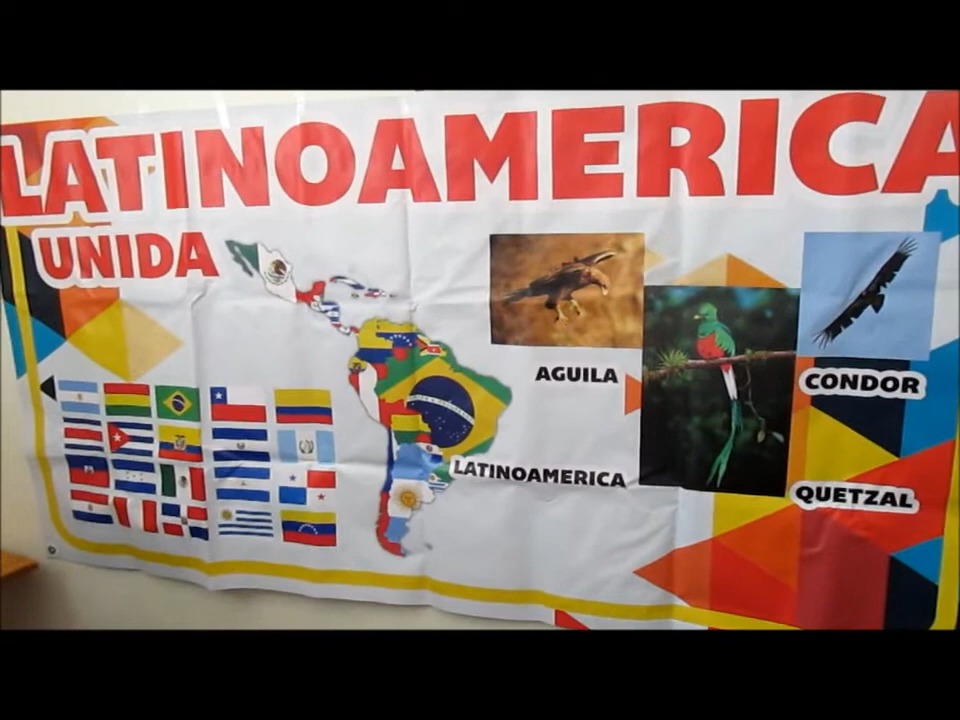 LATINOAMERICA
UNIDA
AGUILA
CONDOR
LATINOAMERICA
QUETZAL